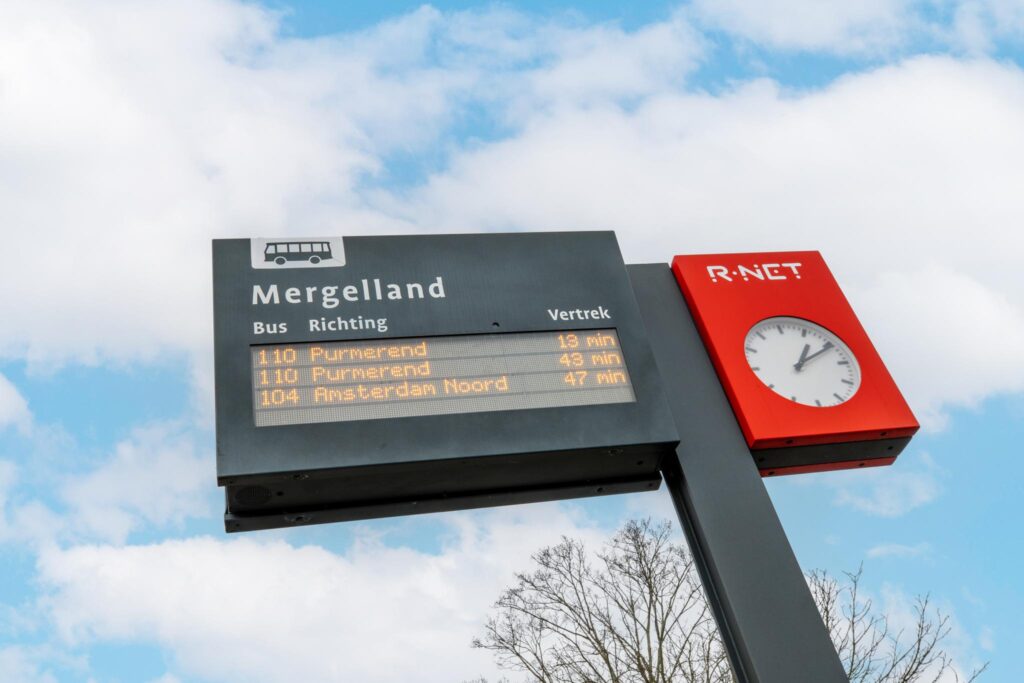 Mergelland
Bus Richting Vertrek
110 Purmerend 13 min
110 Purmerend 43 min
104 Amsterdam Noord 47 min
R·NET